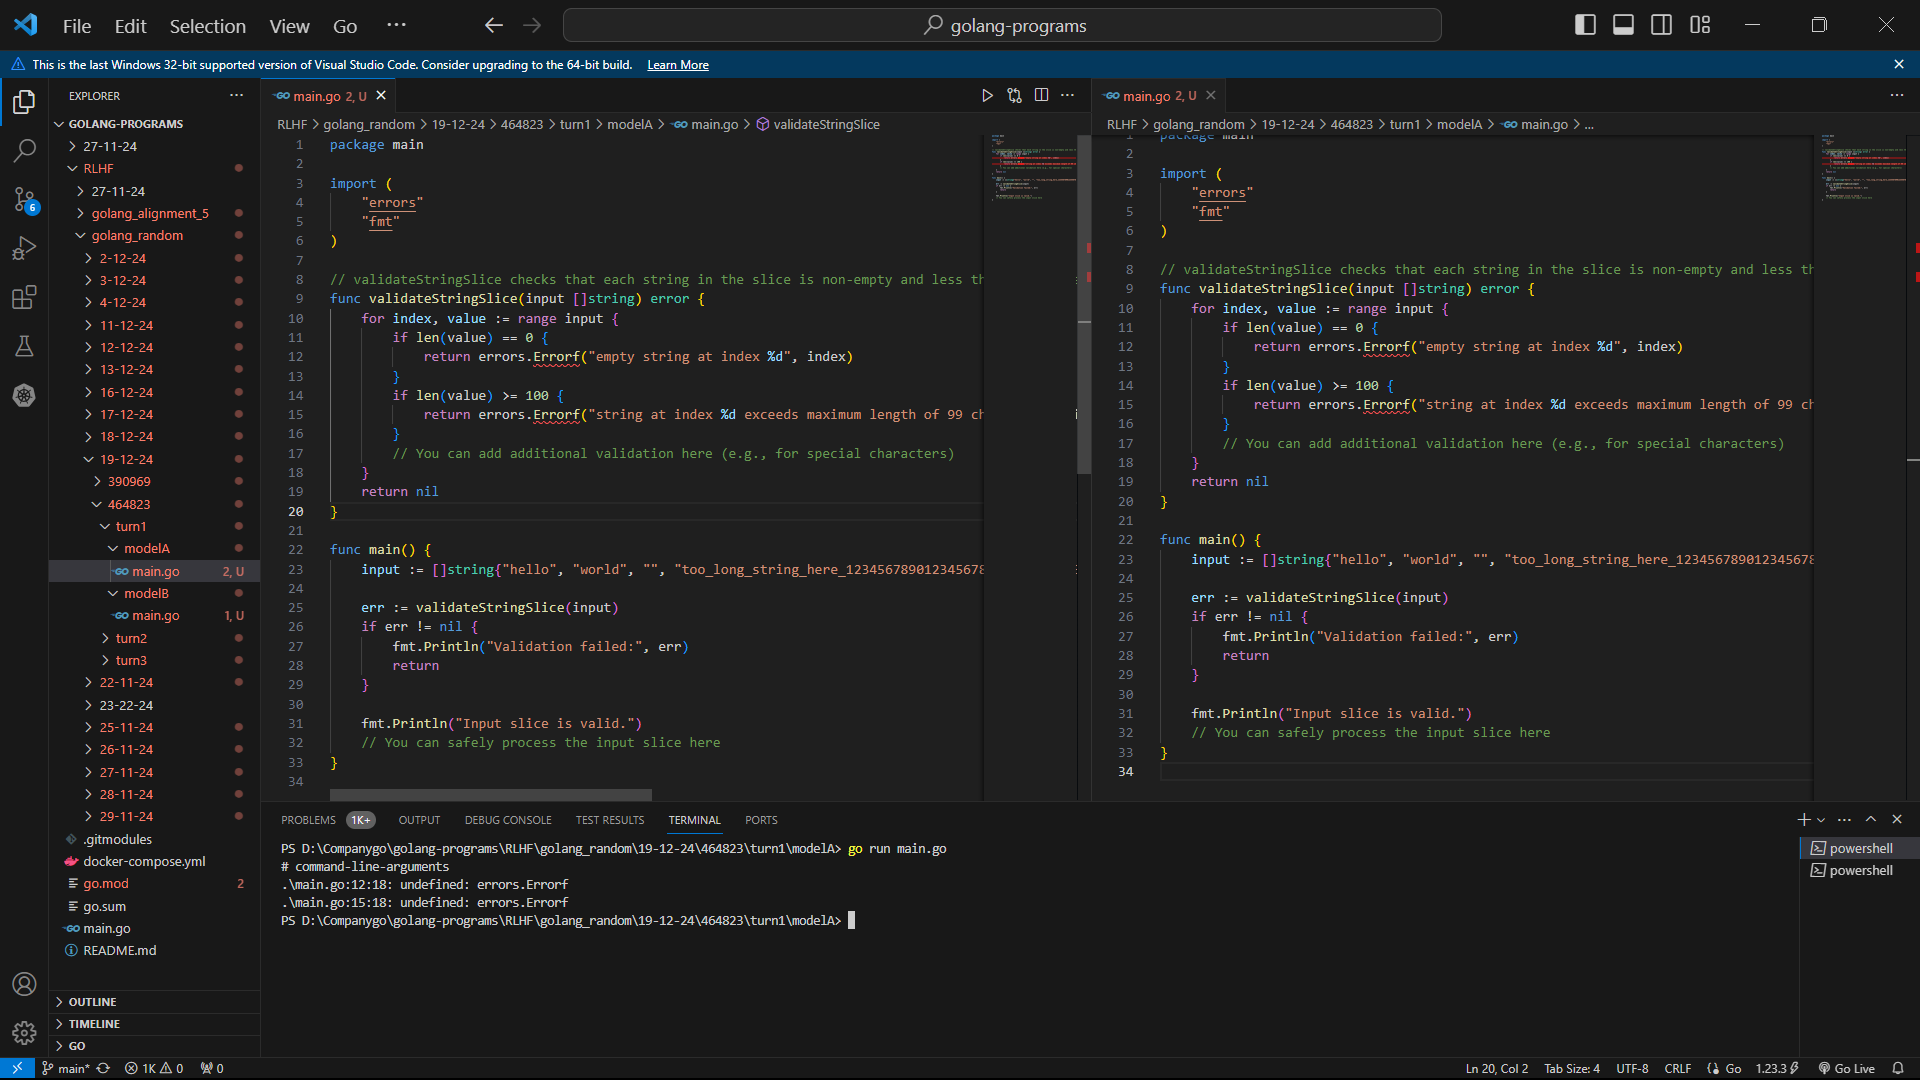 File Edit Selection View Go ···
golang-programs
This is the last Windows 32-bit supported version of Visual Studio Code. Consider upgrading to the 64-bit build. Learn More
EXPLORER
GOLANG-PROGRAMS
27-11-24
RLHF
27-11-24
golang_alignment_5
golang_random
2-12-24
3-12-24
4-12-24
11-12-24
12-12-24
13-12-24
16-12-24
17-12-24
18-12-24
19-12-24
390969
464823
turn1
modelA
main.go 2, U
modelB
main.go 1, U
turn2
turn3
22-11-24
23-22-24
25-11-24
26-11-24
27-11-24
28-11-24
29-11-24
.gitmodules
docker-compose.yml
go.mod 2
go.sum
main.go
README.md
OUTLINE
TIMELINE
GO
6
main.go 2, U
RLHF > golang_random > 19-12-24 > 464823 > turn1 > modelA > main.go > validateStringSlice
1 package main
2
3 import (
4 "errors"
5 "fmt"
6 )
7
8 // validateStringSlice checks that each string in the slice is non-empty and less th
9 func validateStringSlice(input []string) error {
10 for index, value := range input {
11 if len(value) == 0 {
12 return errors.Errorf("empty string at index %d", index)
13 }
14 if len(value) >= 100 {
15 return errors.Errorf("string at index %d exceeds maximum length of 99 ch
16 }
17 // You can add additional validation here (e.g., for special characters)
18 }
19 return nil
20 }
21
22 func main() {
23 input := []string{"hello", "world", "", "too_long_string_here_123456789012345678
24
25 err := validateStringSlice(input)
26 if err != nil {
27 fmt.Println("Validation failed:", err)
28 return
29 }
30
31 fmt.Println("Input slice is valid.")
32 // You can safely process the input slice here
33 }
34
main.go 2, U
RLHF > golang_random > 19-12-24 > 464823 > turn1 > modelA > main.go > ...
1 package main
2
3 import (
4 "errors"
5 "fmt"
6 )
7
8 // validateStringSlice checks that each string in the slice is non-empty and less th
9 func validateStringSlice(input []string) error {
10 for index, value := range input {
11 if len(value) == 0 {
12 return errors.Errorf("empty string at index %d", index)
13 }
14 if len(value) >= 100 {
15 return errors.Errorf("string at index %d exceeds maximum length of 99 ch
16 }
17 // You can add additional validation here (e.g., for special characters)
18 }
19 return nil
20 }
21
22 func main() {
23 input := []string{"hello", "world", "", "too_long_string_here_123456789012345678
24
25 err := validateStringSlice(input)
26 if err != nil {
27 fmt.Println("Validation failed:", err)
28 return
29 }
30
31 fmt.Println("Input slice is valid.")
32 // You can safely process the input slice here
33 }
34
PROBLEMS 1K+ OUTPUT DEBUG CONSOLE TEST RESULTS TERMINAL PORTS
PS D:\Companygo\golang-programs\RLHF\golang_random\19-12-24\464823\turn1\modelA> go run main.go
# command-line-arguments
.\main.go:12:18: undefined: errors.Errorf
.\main.go:15:18: undefined: errors.Errorf
PS D:\Companygo\golang-programs\RLHF\golang_random\19-12-24\464823\turn1\modelA>
powershell
powershell
main* 1K 0 0 Ln 20, Col 2 Tab Size: 4 UTF-8 CRLF Go 1.23.3 Go Live